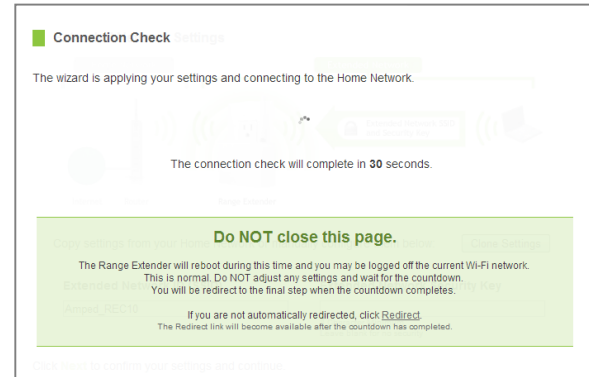 Connection Check Settings
The wizard is applying your settings and connecting to the Home Network.
The connection check will complete in 30 seconds.
Do NOT close this page.
The Range Extender will reboot during this time and you may be logged off the current Wi-Fi network.
This is normal. Do NOT adjust any settings and wait for the countdown.
You will be redirect to the final step when the countdown completes.
If you are not automatically redirected, click Redirect.
The Redirect link will become available after the countdown has completed.